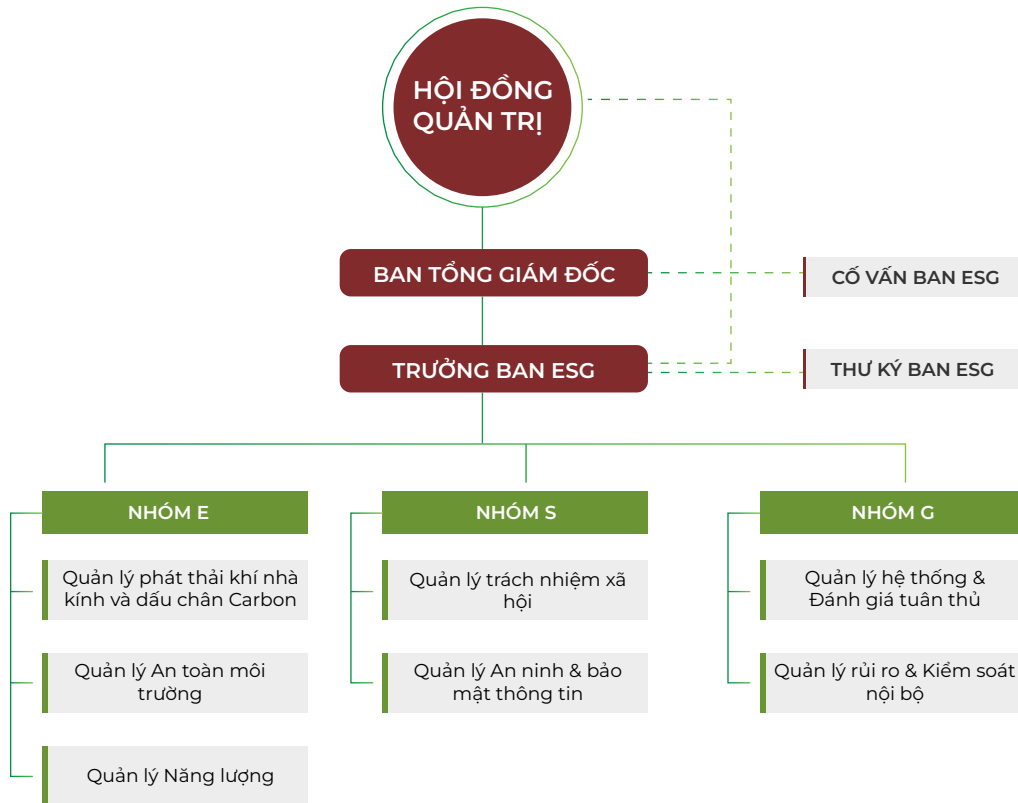 HỘI ĐỒNG
QUẢN TRỊ
BAN TỔNG GIÁM ĐỐC
CỐ VẤN BAN ESG
TRƯỞNG BAN ESG
THƯ KÝ BAN ESG
NHÓM E
NHÓM S
NHÓM G
Quản lý phát thải khí nhà
kính và dấu chân Carbon
Quản lý trách nhiệm xã
hội
Quản lý hệ thống &
Đánh giá tuân thủ
Quản lý An toàn môi
trường
Quản lý An ninh & bảo
mật thông tin
Quản lý rủi ro & Kiểm soát
nội bộ
Quản lý Năng lượng